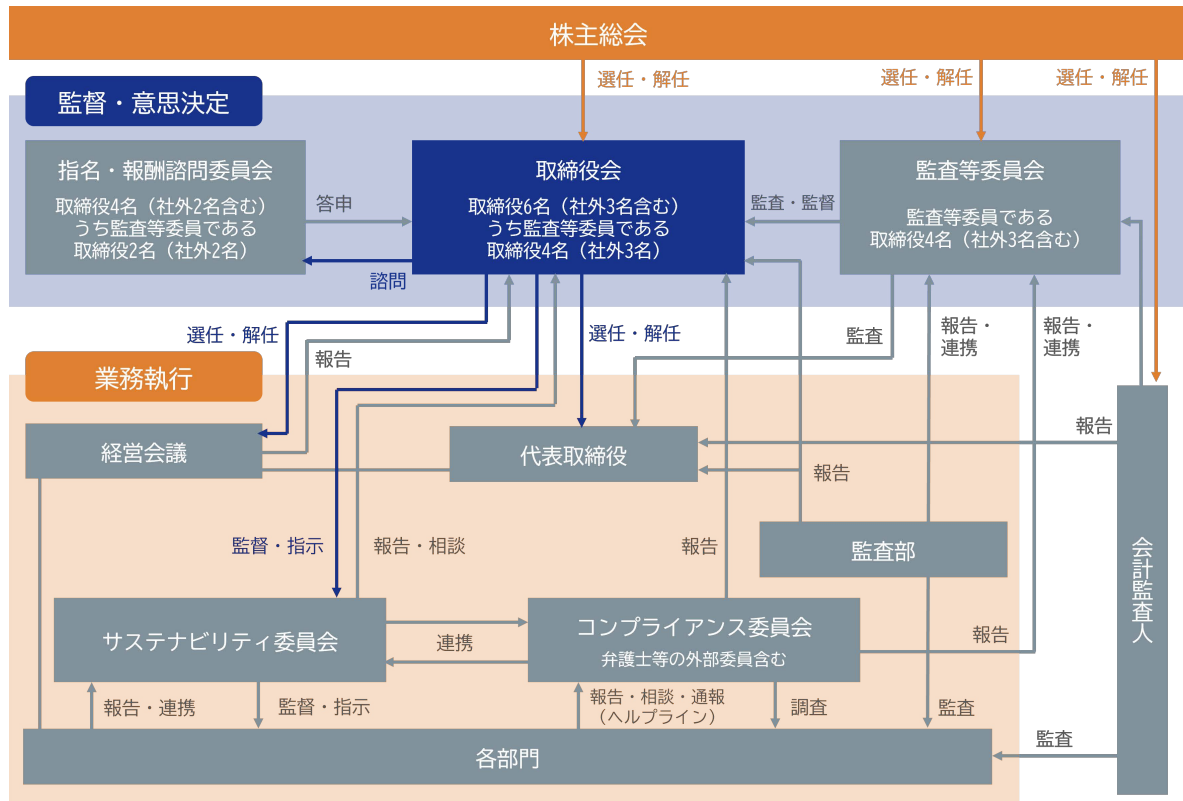 株主総会
選任・解任
選任・解任
選任・解任
監督・意思決定
指名・報酬諮問委員会
取締役4名（社外2名含む）
うち監査等委員である
取締役2名（社外2名）
答申
諮問
取締役会
取締役6名（社外3名含む）
うち監査等委員である
取締役4名（社外3名）
監査・監督
監査等委員会
監査等委員である
取締役4名（社外3名含む）
選任・解任
報告
選任・解任
監査
報告・
連携
報告・
連携
業務執行
経営会議
代表取締役
報告
報告
監督・指示
報告・相談
報告
監査部
会計監査人
サステナビリティ委員会
連携
コンプライアンス委員会
弁護士等の外部委員含む
報告
報告・連携
監督・指示
報告・相談・通報
（ヘルプライン）
調査
監査
各部門
監査